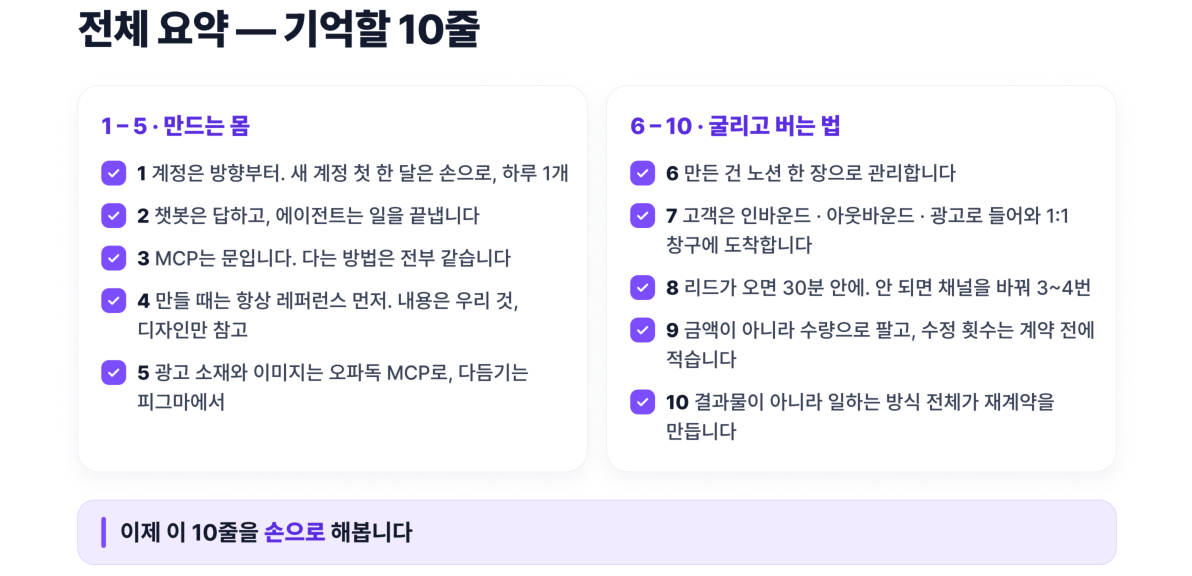 전체 요약 — 기억할 10줄
1 – 5 · 만드는 몸
1 계정은 방향부터. 새 계정 첫 한 달은 손으로, 하루 1개
2 챗봇은 답하고, 에이전트는 일을 끝냅니다
3 MCP는 문입니다. 다는 방법은 전부 같습니다
4 만들 때는 항상 레퍼런스 먼저. 내용은 우리 것,
디자인만 참고
5 광고 소재와 이미지는 오파독 MCP로, 다듬기는
피그마에서
6 – 10 · 굴리고 버는 법
6 만든 건 노션 한 장으로 관리합니다
7 고객은 인바운드 · 아웃바운드 · 광고로 들어와 1:1
창구에 도착합니다
8 리드가 오면 30분 안에. 안 되면 채널을 바꿔 3~4번
9 금액이 아니라 수량으로 팔고, 수정 횟수는 계약 전에
적습니다
10 결과물이 아니라 일하는 방식 전체가 재계약을
만듭니다
이제 이 10줄을 손으로 해봅니다